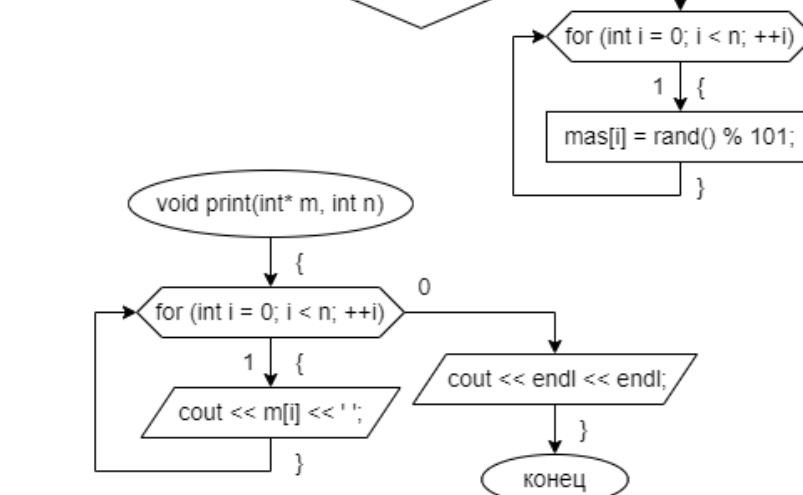 for (int i = 0; i < n; ++i)
1 {
mas[i] = rand() % 101;
}
void print(int* m, int n)
{
for (int i = 0; i < n; ++i)
0
1 {
cout << m[i] << ' ';
}
cout << endl << endl;
}
конец